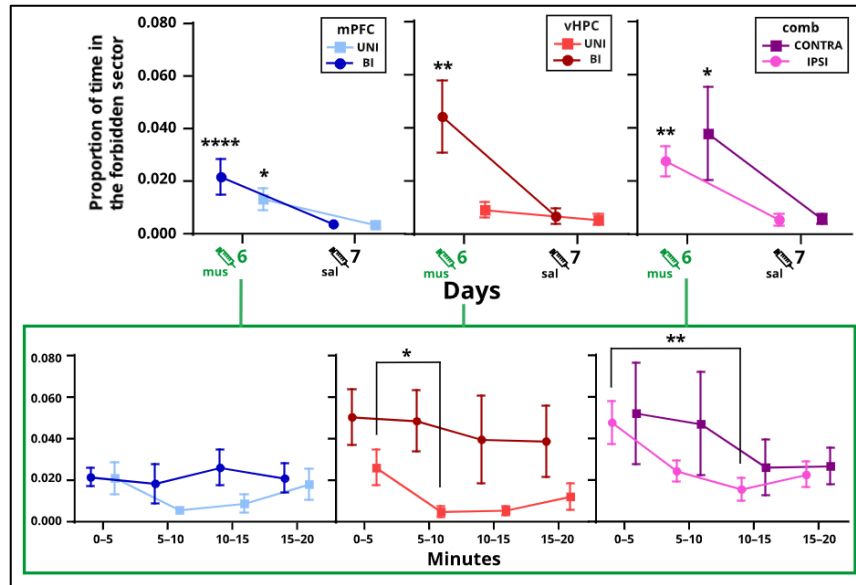 Proportion of time in
the forbidden sector
0.080
0.060
0.040
0.020
0.000
mPFC
UNI
BI
****
*
6
mus
7
sal
vHPC
UNI
BI
**
6
mus
7
sal
comb
CONTRA
IPSI
**
*
6
mus
7
sal
Days
0.080
0.060
0.040
0.020
0.000
0–5
5–10
10–15
15–20
*
0–5
5–10
10–15
15–20
**
0–5
5–10
10–15
15–20
Minutes